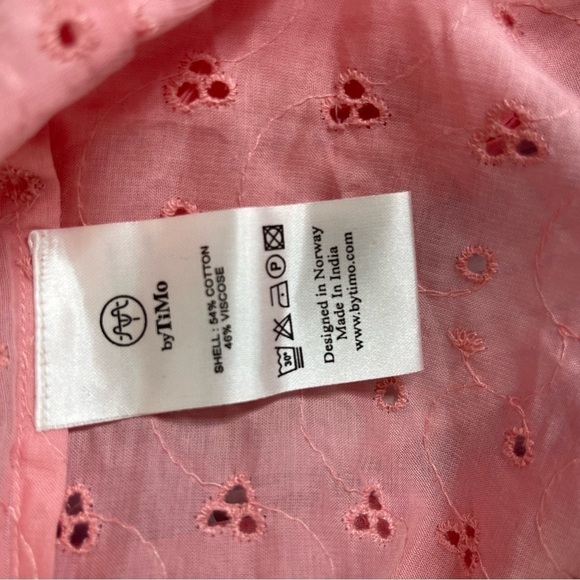 byTiMo
SHELL : 54% COTTON
46% VISCOSE
30°
P
Designed in Norway
Made In India
www.bytimo.com